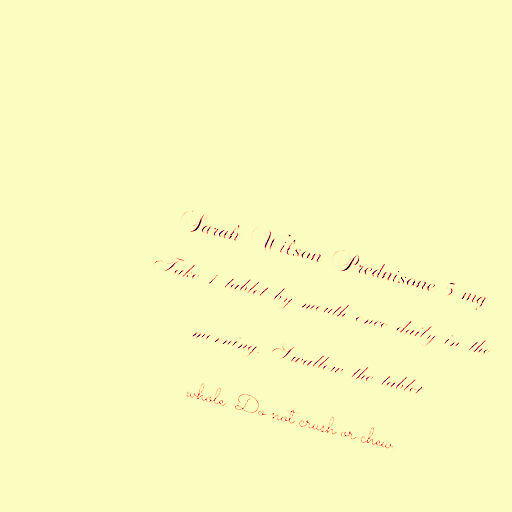 Sarah Wilson Prednisone 5 mg
Take 1 tablet by mouth once daily in the
morning. Swallow the tablet
whole. Do not crush or chew